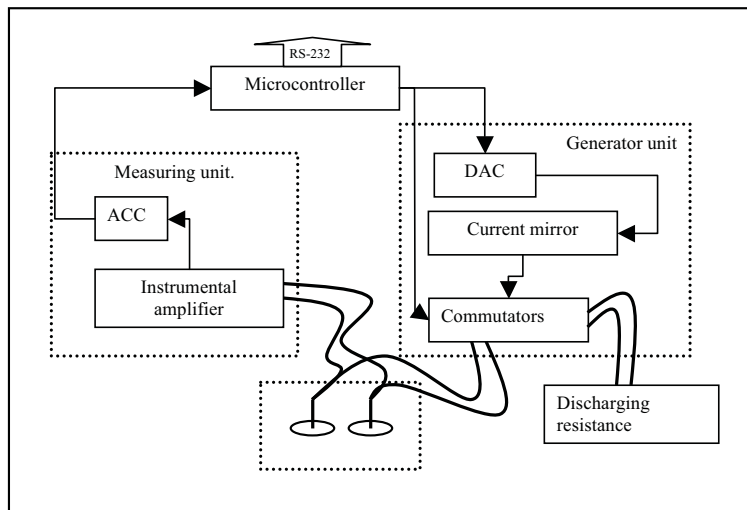 RS-232
Microcontroller
Generator unit
Measuring unit.
DAC
ACC
Current mirror
Instrumental
amplifier
Commutators
Discharging
resistance